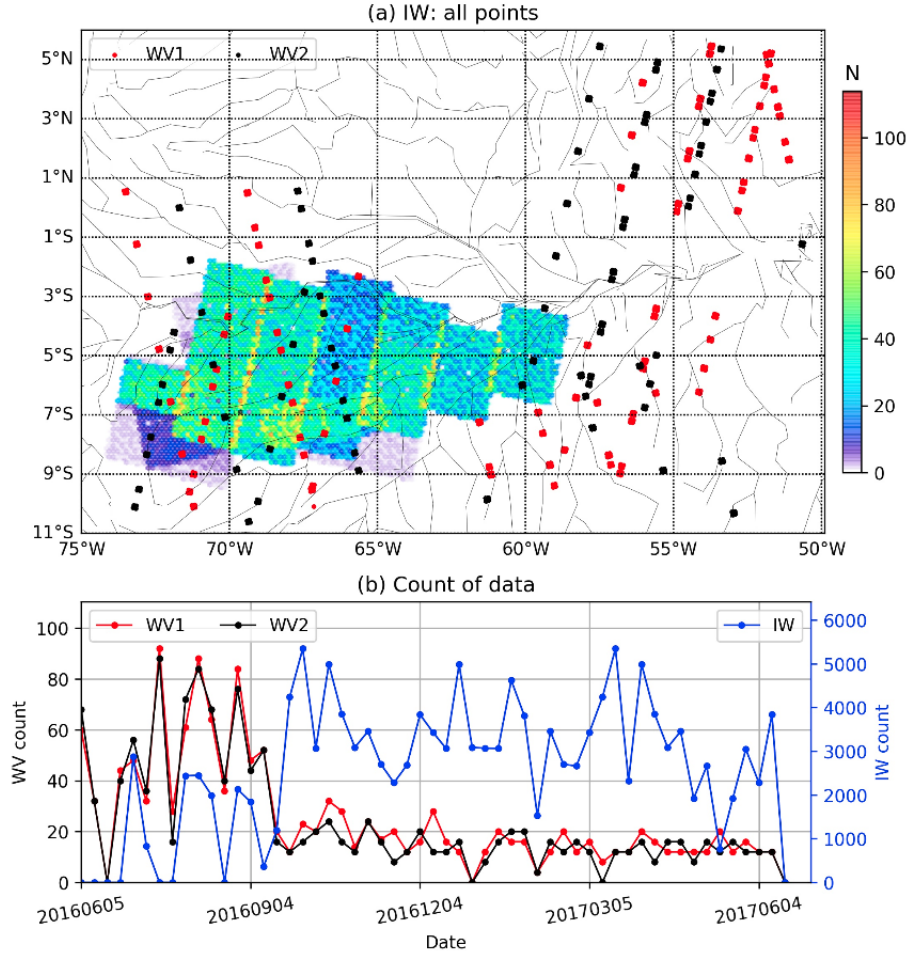 (a) IW: all points
WV1 WV2
5°N
3°N
1°N
1°S
3°S
5°S
7°S
9°S
11°S
75°W 70°W 65°W 60°W 55°W 50°W
N
100
80
60
40
20
0
(b) Count of data
WV1 WV2 IW
WV count
100
80
60
40
20
0
IW count
6000
5000
4000
3000
2000
1000
0
20160605 20160904 20161204 20170305 20170604
Date